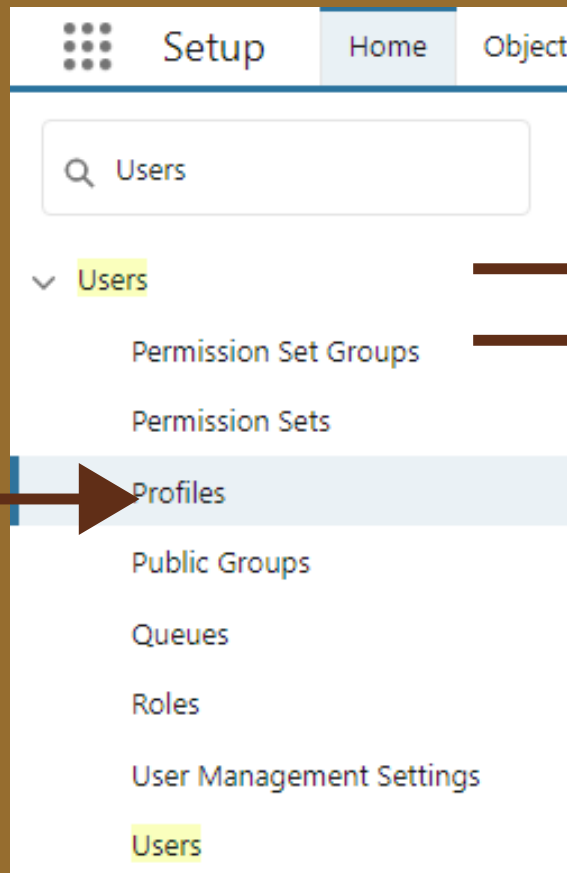 Setup Home Object
Users
Users
Permission Set Groups
Permission Sets
Profiles
Public Groups
Queues
Roles
User Management Settings
Users